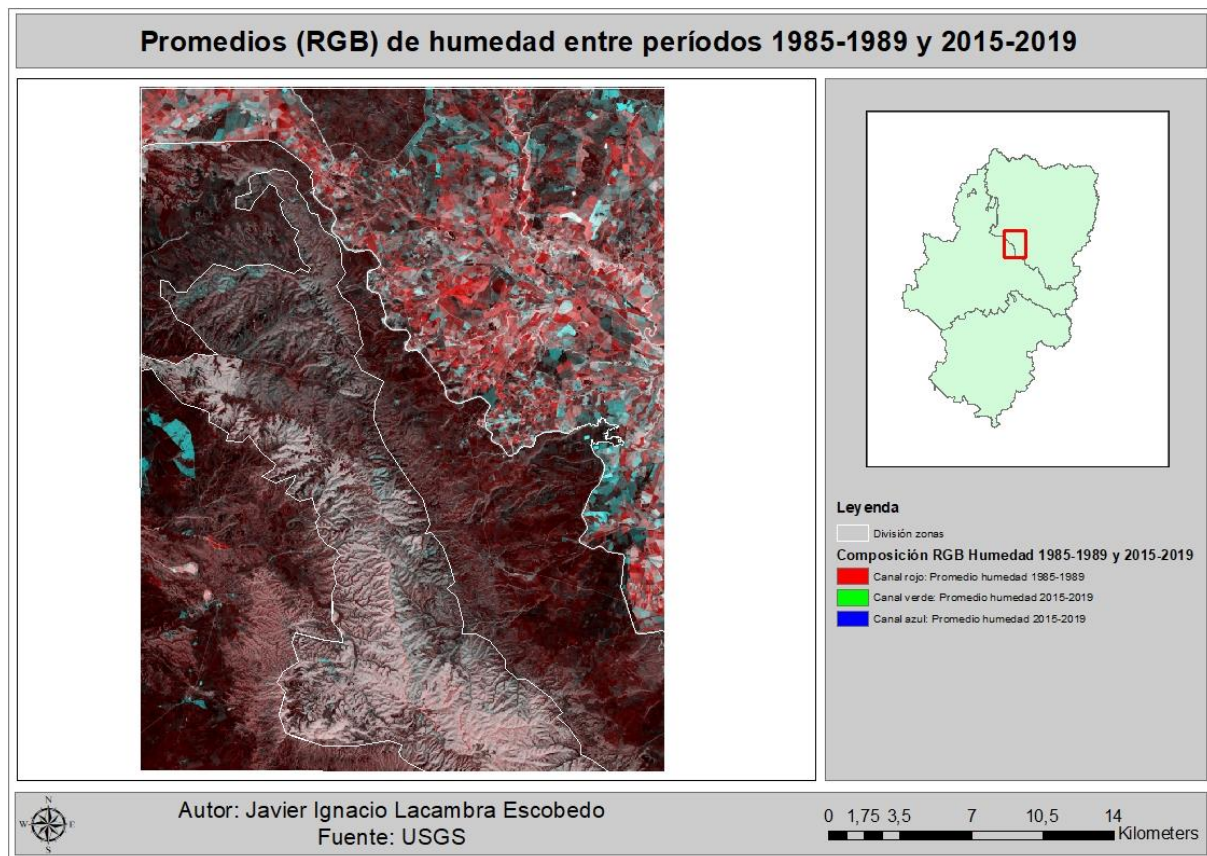 Promedios (RGB) de humedad entre períodos 1985-1989 y 2015-2019
Leyenda
División zonas
Composición RGB Humedad 1985-1989 y 2015-2019
Canal rojo: Promedio humedad 1985-1989
Canal verde: Promedio humedad 2015-2019
Canal azul: Promedio humedad 2015-2019
N
W E
S
Autor: Javier Ignacio Lacambra Escobedo
Fuente: USGS
0 1,75 3,5 7 10,5 14
Kilometers